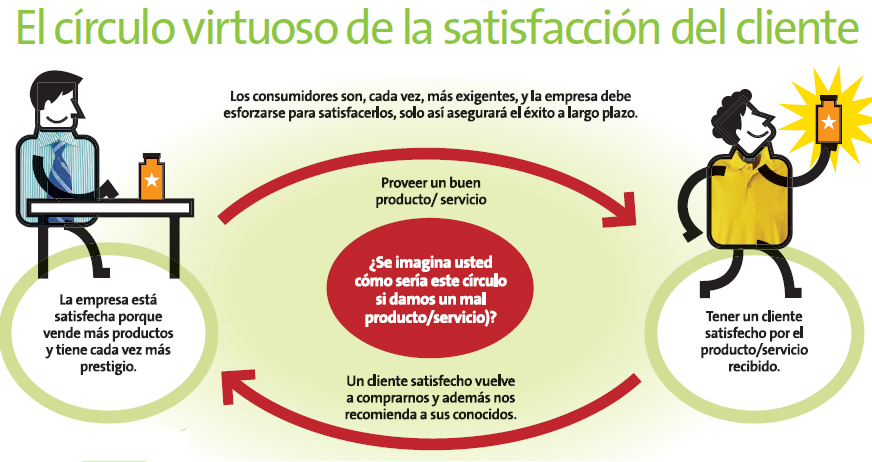 El círculo virtuoso de la satisfacción del cliente
Los consumidores son, cada vez, más exigentes, y la empresa debe
esforzarse para satisfacerlos, solo así asegurará el éxito a largo plazo.
Proveer un buen
producto/ servicio
¿Se imagina usted
cómo sería este círculo
si damos un mal
producto/servicio)?
La empresa está
satisfecha porque
vende más productos
y tiene cada vez más
prestigio.
Tener un cliente
satisfecho por el
producto/servicio
recibido.
Un cliente satisfecho vuelve
a comprarnos y además nos
recomienda a sus conocidos.